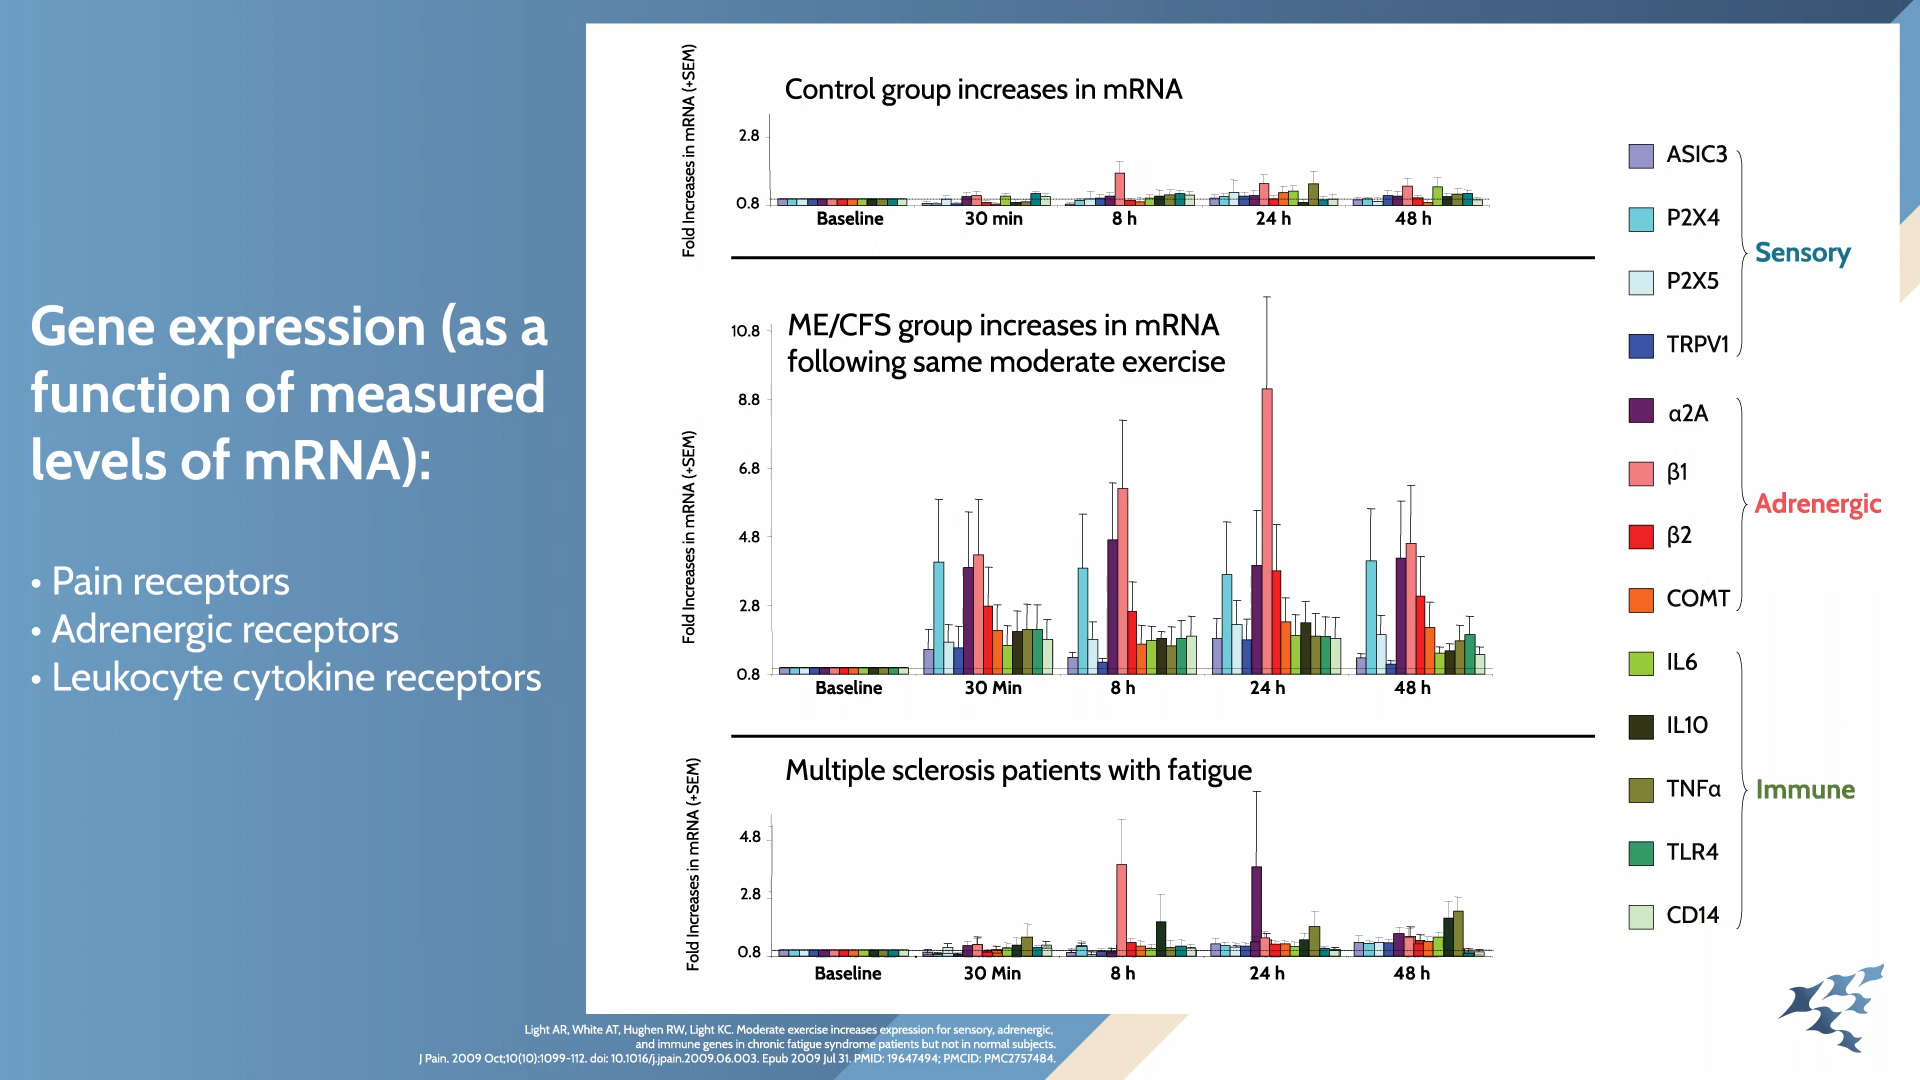 Gene expression (as a
function of measured
levels of mRNA):
• Pain receptors
• Adrenergic receptors
• Leukocyte cytokine receptors
Control group increases in mRNA
Fold Increases in mRNA (+SEM)
2.8
0.8
Baseline 30 min 8 h 24 h 48 h
ME/CFS group increases in mRNA
following same moderate exercise
Fold Increases in mRNA (+SEM)
10.8
8.8
6.8
4.8
2.8
0.8
Baseline 30 Min 8 h 24 h 48 h
Multiple sclerosis patients with fatigue
Fold Increases in mRNA (+SEM)
4.8
2.8
0.8
Baseline 30 Min 8 h 24 h 48 h
ASIC3
P2X4
P2X5
TRPV1
Sensory
α2A
β1
β2
COMT
Adrenergic
IL6
IL10
TNFα
TLR4
CD14
Immune
Light AR, White AT, Hughen RW, Light KC. Moderate exercise increases expression for sensory, adrenergic,
and immune genes in chronic fatigue syndrome patients but not in normal subjects.
J Pain. 2009 Oct;10(10):1099-112. doi: 10.1016/j.jpain.2009.06.003. Epub 2009 Jul 31. PMID: 19647494; PMCID: PMC2757484.